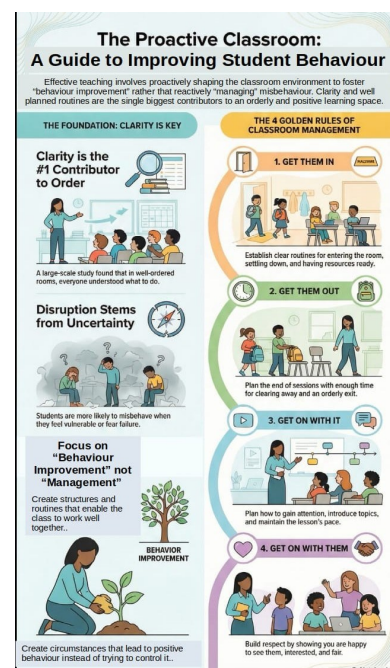 The Proactive Classroom:
A Guide to Improving Student Behaviour
Effective teaching involves proactively shaping the classroom environment to foster
"behaviour improvement" rather that reactively "managing" misbehaviour. Clarity and well
planned routines are the single biggest contributors to an orderly and positive learning space.
THE FOUNDATION: CLARITY IS KEY
Clarity is the
#1 Contributor
to Order
A large-scale study found that in well-ordered
rooms, everyone understood what to do.
Disruption Stems
from Uncertainty
? ? ?
Students are more likely to misbehave when
they feel vulnerable or fear failure.
Focus on
"Behaviour
Improvement" not
"Management"
Create structures and
routines that enable the
class to work well
together..
BEHAVIOR
IMPROVEMENT
Create circumstances that lead to positive
behaviour instead of trying to control it..
THE 4 GOLDEN RULES OF
CLASSROOM MANAGEMENT
1. GET THEM IN
Establish clear routines for entering the room,
settling down, and having resources ready.
2. GET THEM OUT
Plan the end of sessions with enough time
for clearing away and an orderly exit.
3. GET ON WITH IT
Plan how to gain attention, introduce topics,
and maintain the lesson's pace.
4. GET ON WITH THEM
Build respect by showing you are happy
to see them, interested, and fair.